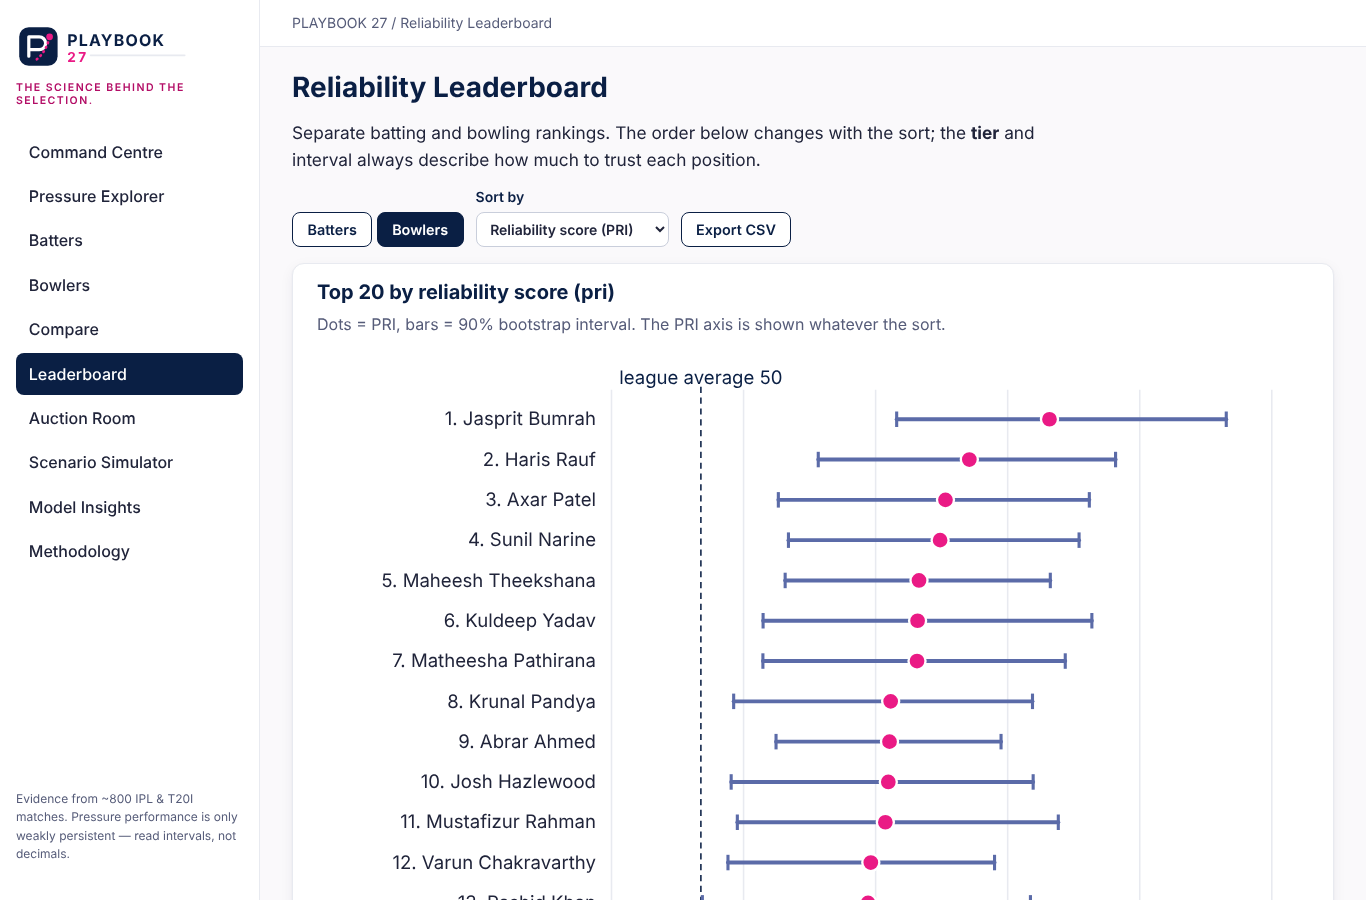 PLAYBOOK
27
THE SCIENCE BEHIND THE
SELECTION.
Command Centre
Pressure Explorer
Batters
Bowlers
Compare
Leaderboard
Auction Room
Scenario Simulator
Model Insights
Methodology
Evidence from ~800 IPL & T20I
matches. Pressure performance is only
weakly persistent — read intervals, not
decimals.
PLAYBOOK 27 / Reliability Leaderboard
Reliability Leaderboard
Separate batting and bowling rankings. The order below changes with the sort; the tier and
interval always describe how much to trust each position.
Sort by
Batters
Bowlers
Reliability score (PRI)
Export CSV
Top 20 by reliability score (pri)
Dots = PRI, bars = 90% bootstrap interval. The PRI axis is shown whatever the sort.
league average 50
1. Jasprit Bumrah
2. Haris Rauf
3. Axar Patel
4. Sunil Narine
5. Maheesh Theekshana
6. Kuldeep Yadav
7. Matheesha Pathirana
8. Krunal Pandya
9. Abrar Ahmed
10. Josh Hazlewood
11. Mustafizur Rahman
12. Varun Chakravarthy
13. Rashid Khan